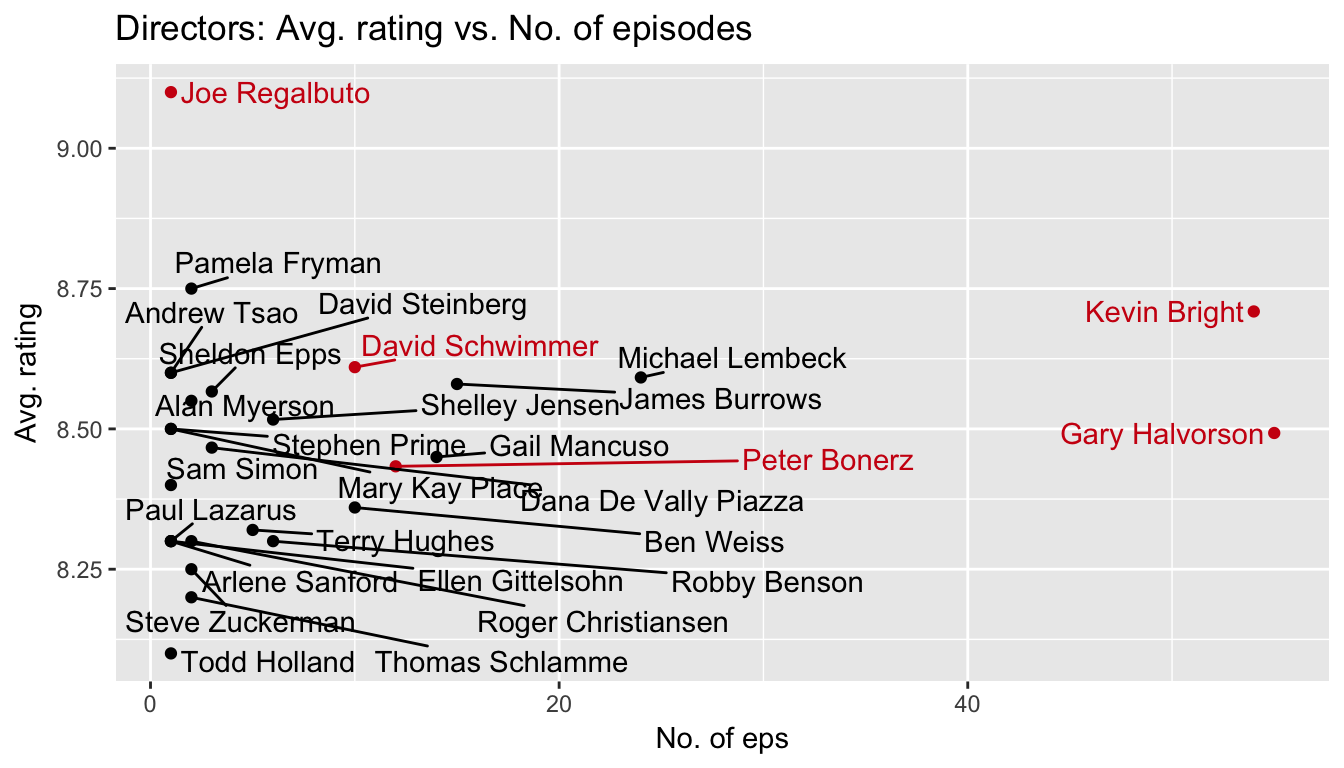 Directors: Avg. rating vs. No. of episodes
Joe Regalbuto
9.00
Pamela Fryman
8.75
David Steinberg
Andrew Tsao
Kevin Bright
David Schwimmer
Sheldon Epps
Michael Lembeck
James Burrows
Alan Myerson
Shelley Jensen
Avg. rating
8.50
Gary Halvorson
Stephen Prime
Gail Mancuso
Peter Bonerz
Sam Simon
Mary Kay Place
Dana De Vally Piazza
Paul Lazarus
Terry Hughes
Ben Weiss
8.25
Arlene Sanford
Ellen Gittelsohn
Robby Benson
Steve Zuckerman
Roger Christiansen
Todd Holland
Thomas Schlamme
0
20
40
No. of eps